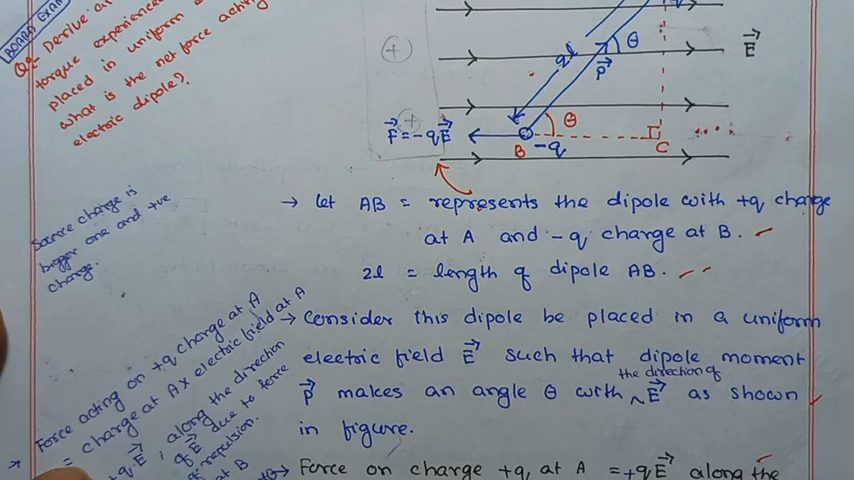 BOARD EXAM
Q:- Derive an
torque experienced
placed in uniform
what is the net force acting
electric dipole?
+
2l
θ
P
E
+
F = -qE
θ
B -q
C
Source charge is
bigger one and +ve
charge.
→ Let AB = represents the dipole with +q charge
at A and -q charge at B.
2l = length of dipole AB.
→ Consider this dipole be placed in a uniform
electric field E such that dipole moment
the direction of
P makes an angle θ with ^ E as shown
in figure.
→ Force on charge +q at A = +qE along the
→ Force acting on +q charge at A
= charge at A x electric field at A
+q.E, along the direction
of E due to force
of repulsion.
at B